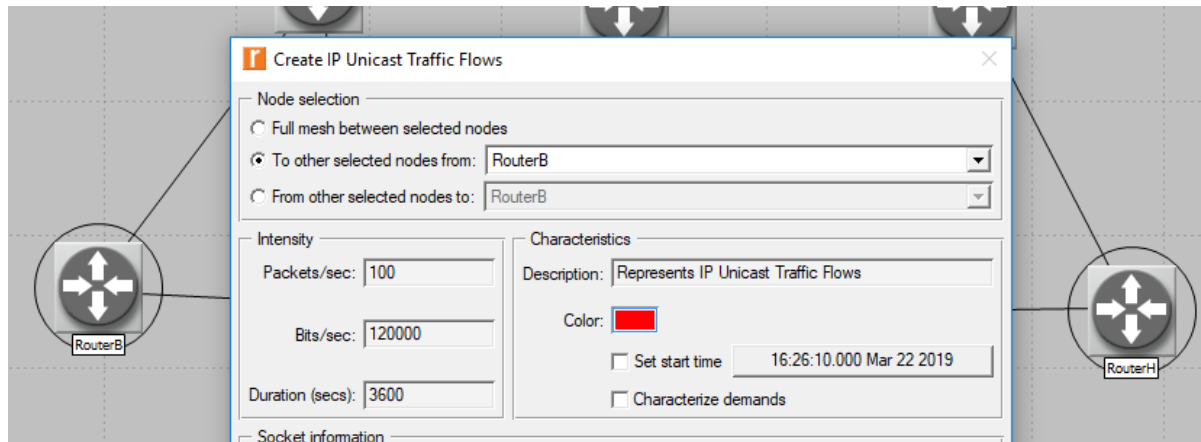 Create IP Unicast Traffic Flows
Node selection
Full mesh between selected nodes
To other selected nodes from: RouterB
From other selected nodes to: RouterB
Intensity
Packets/sec: 100
Bits/sec: 120000
Duration (secs): 3600
Characteristics
Description: Represents IP Unicast Traffic Flows
Color:
Set start time 16:26:10.000 Mar 22 2019
Characterize demands
Socket information
RouterB
RouterH